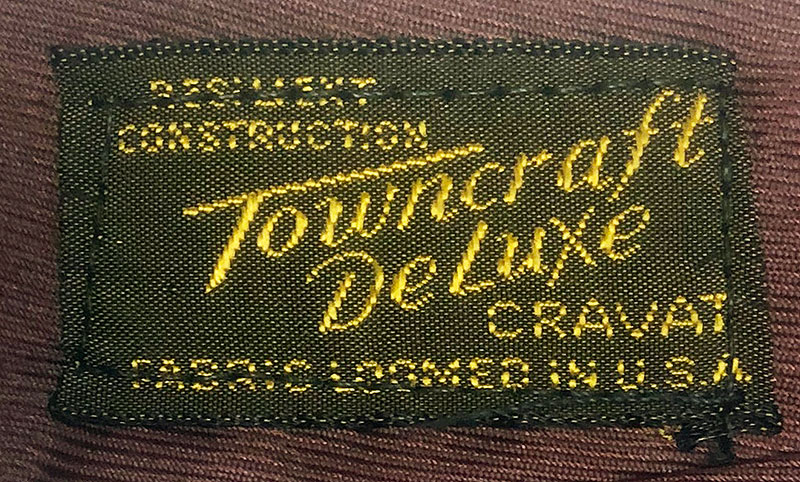 RESILIENT
CONSTRUCTION
Towncraft
DeLuxe
CRAVAT
FABRIC LOOMED IN U.S.A.